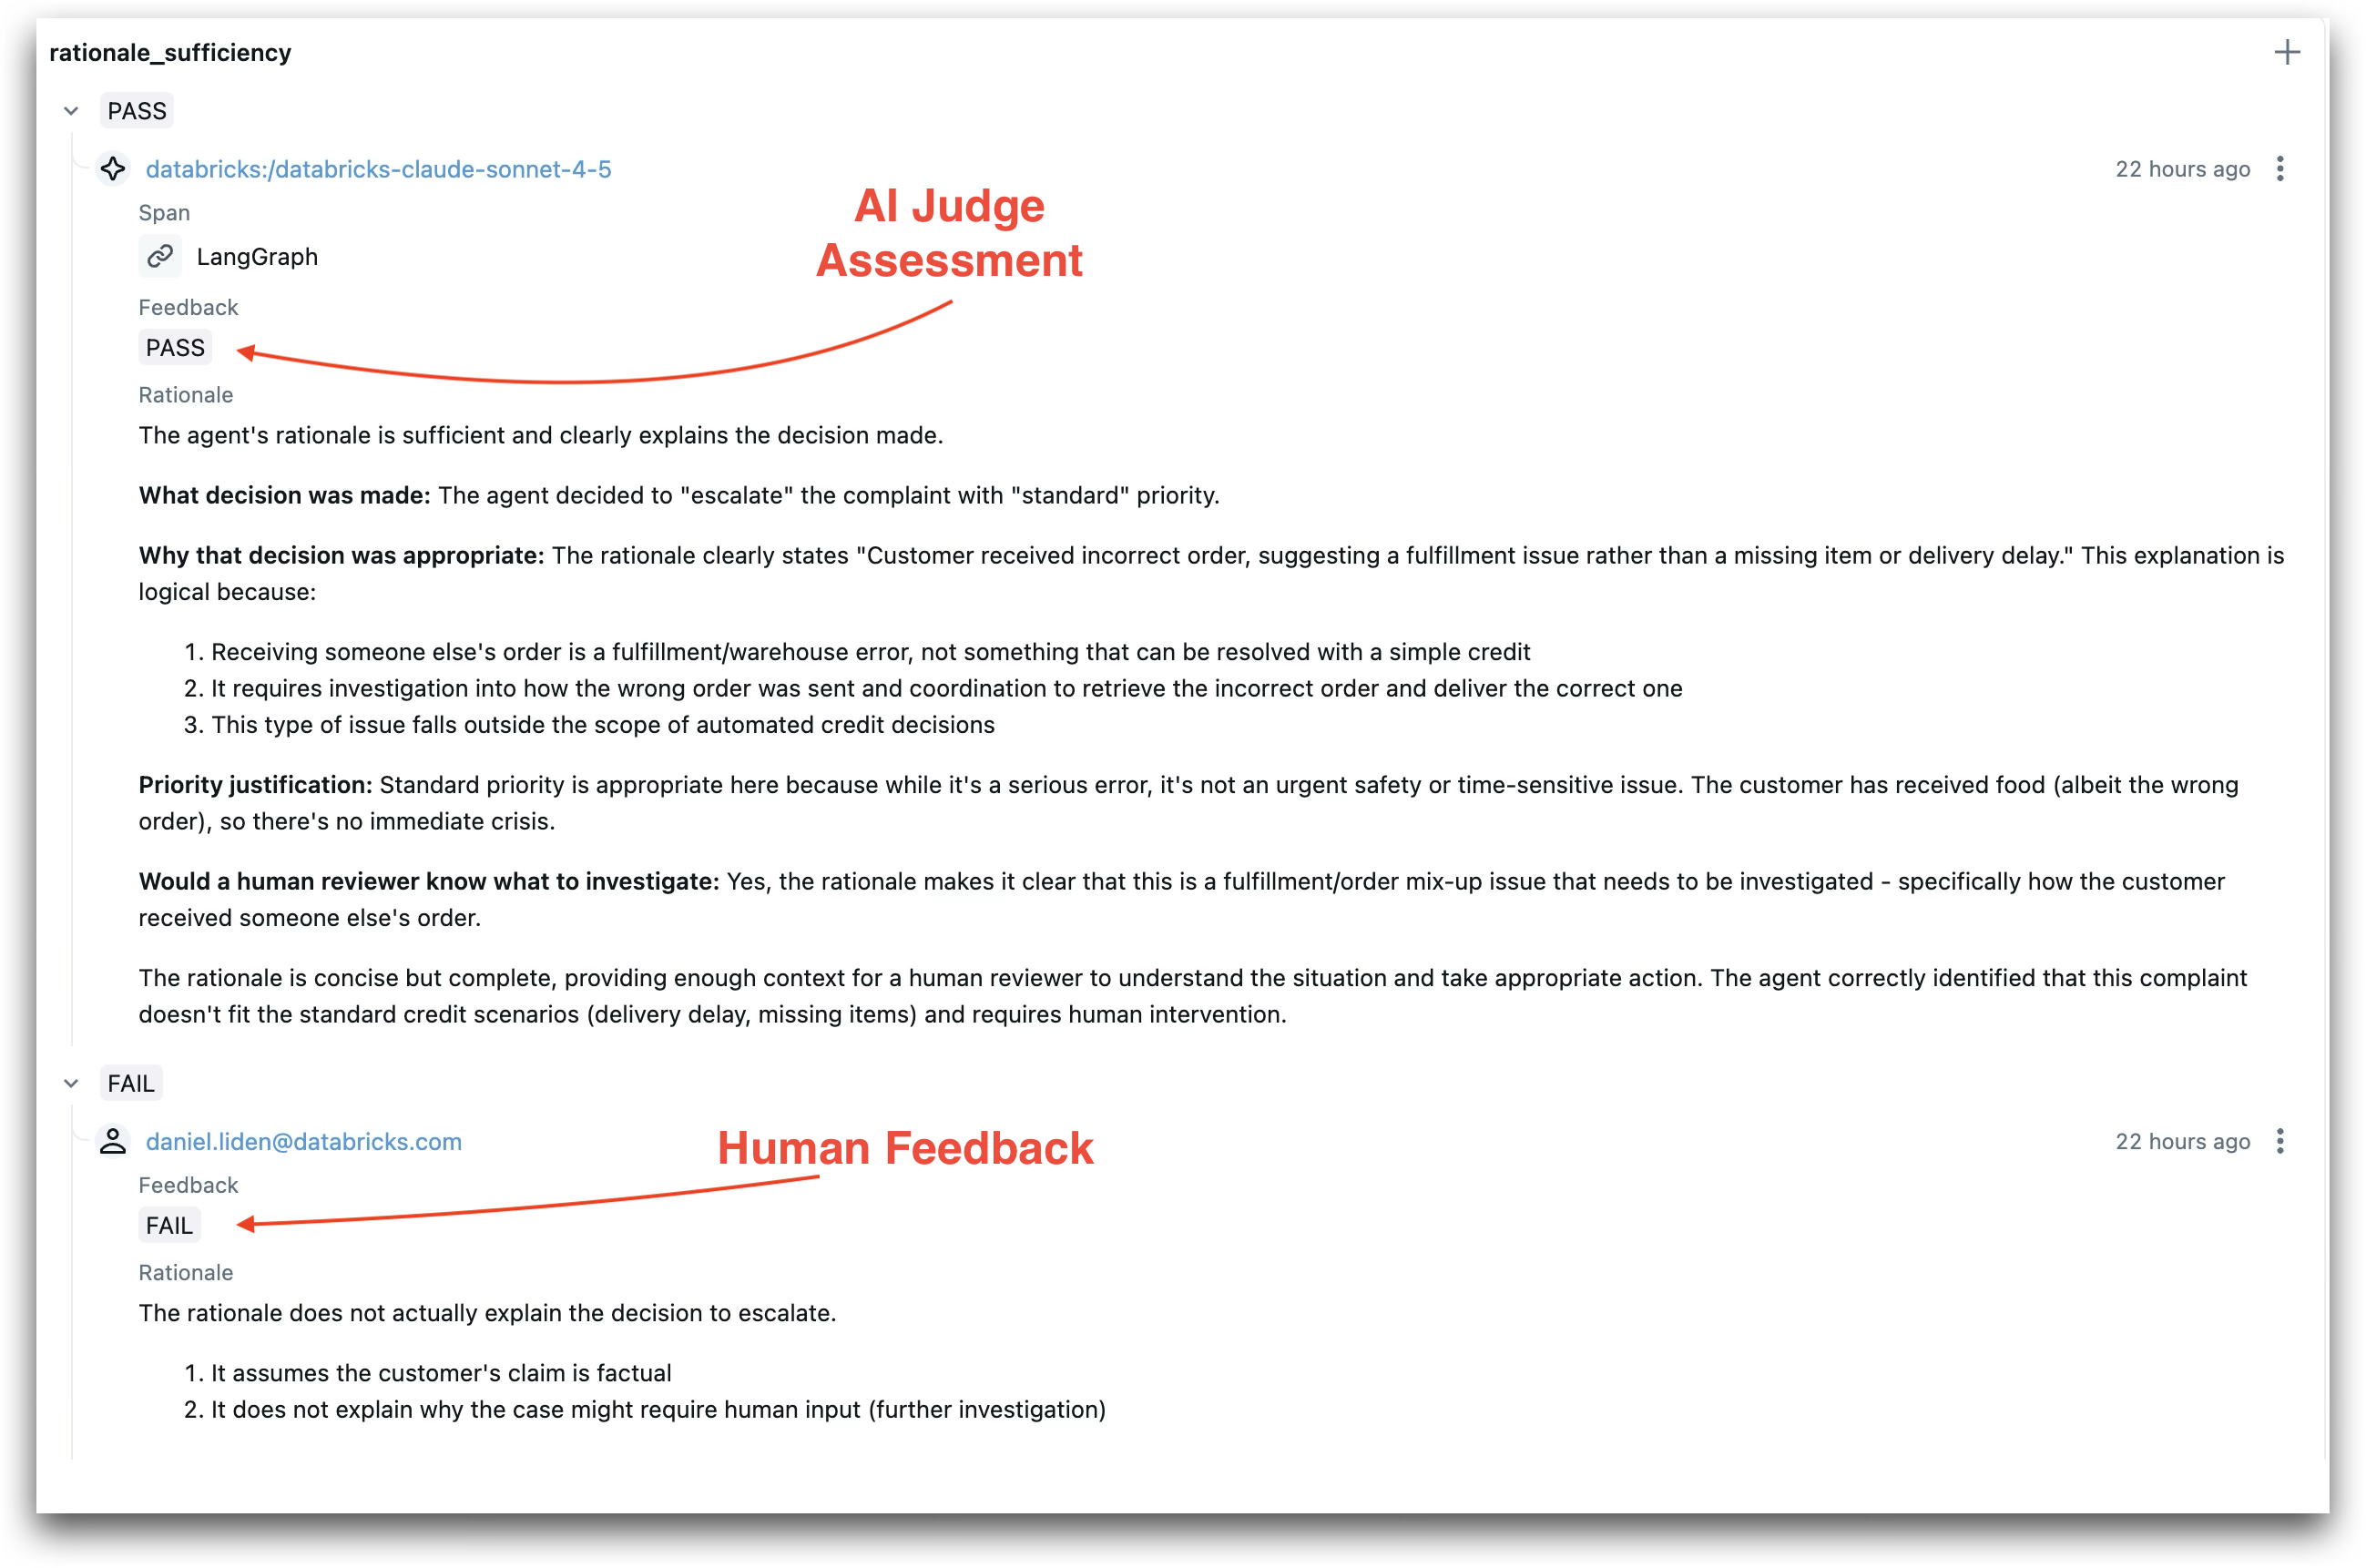 rationale_sufficiency
PASS
databricks:/databricks-claude-sonnet-4-5
22 hours ago
AI Judge
Assessment
Span
LangGraph
Feedback
PASS
Rationale
The agent's rationale is sufficient and clearly explains the decision made.
What decision was made: The agent decided to "escalate" the complaint with "standard" priority.
Why that decision was appropriate: The rationale clearly states "Customer received incorrect order, suggesting a fulfillment issue rather than a missing item or delivery delay." This explanation is
logical because:
1. Receiving someone else's order is a fulfillment/warehouse error, not something that can be resolved with a simple credit
2. It requires investigation into how the wrong order was sent and coordination to retrieve the incorrect order and deliver the correct one
3. This type of issue falls outside the scope of automated credit decisions
Priority justification: Standard priority is appropriate here because while it's a serious error, it's not an urgent safety or time-sensitive issue. The customer has received food (albeit the wrong
order), so there's no immediate crisis.
Would a human reviewer know what to investigate: Yes, the rationale makes it clear that this is a fulfillment/order mix-up issue that needs to be investigated - specifically how the customer
received someone else's order.
The rationale is concise but complete, providing enough context for a human reviewer to understand the situation and take appropriate action. The agent correctly identified that this complaint
doesn't fit the standard credit scenarios (delivery delay, missing items) and requires human intervention.
FAIL
daniel.liden@databricks.com
22 hours ago
Human Feedback
Feedback
FAIL
Rationale
The rationale does not actually explain the decision to escalate.
1. It assumes the customer's claim is factual
2. It does not explain why the case might require human input (further investigation)